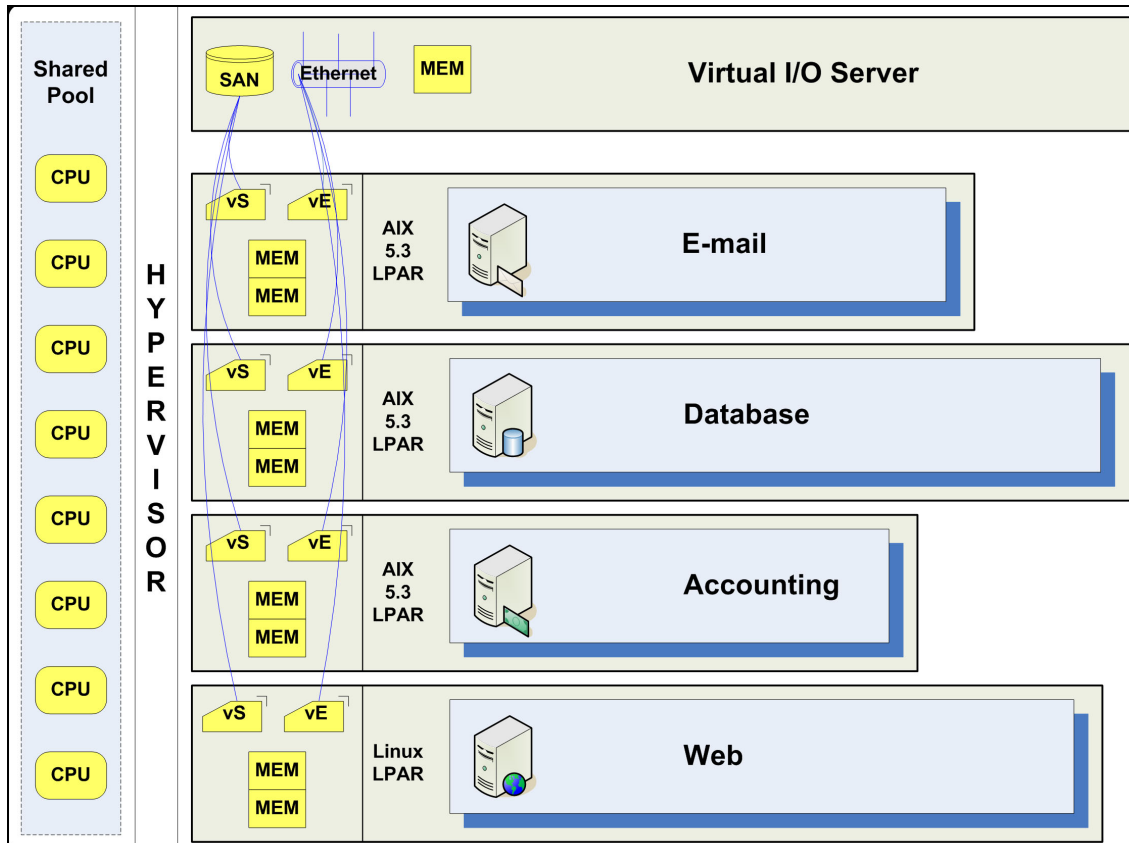 Shared
Pool
CPU
CPU
CPU
CPU
CPU
CPU
CPU
CPU
HYPERVISOR
SAN
Ethernet
MEM
Virtual I/O Server
vS
vE
MEM
MEM
AIX
5.3
LPAR
E-mail
vS
vE
MEM
MEM
AIX
5.3
LPAR
Database
vS
vE
MEM
MEM
AIX
5.3
LPAR
Accounting
vS
vE
MEM
MEM
Linux
LPAR
Web